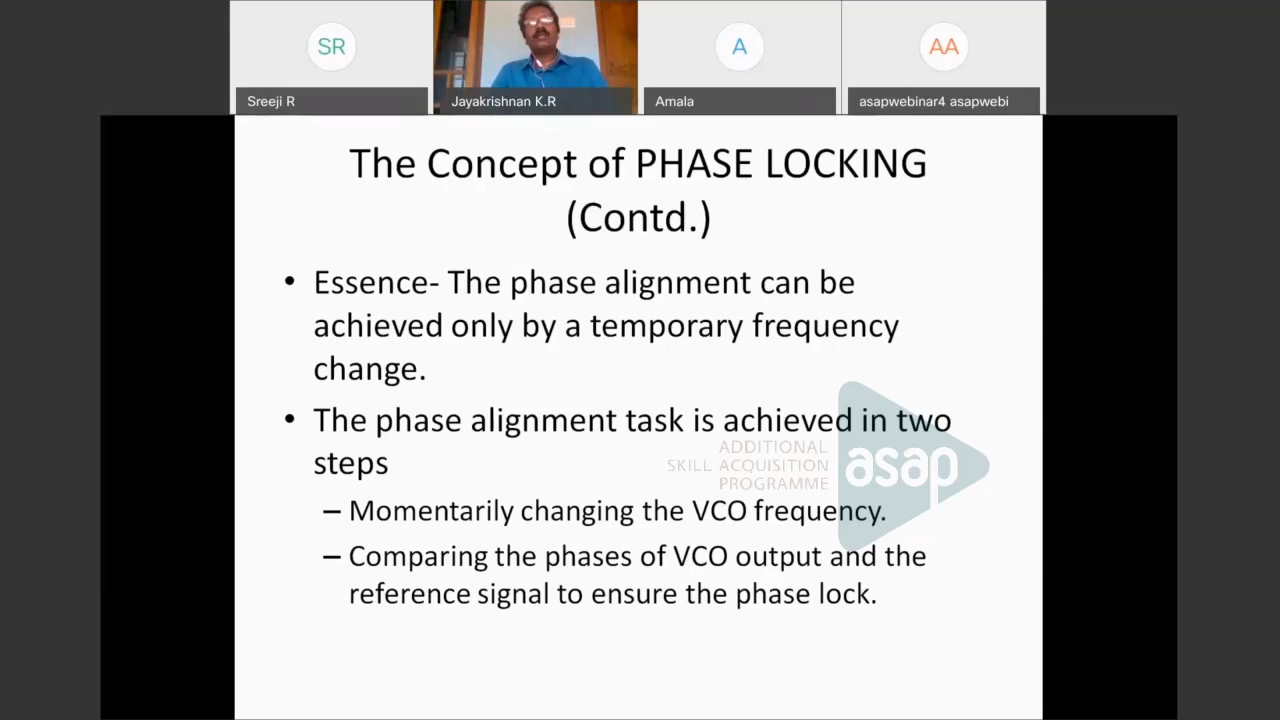 SR
A
AA
Sreeji R
Jayakrishnan K.R
Amala
asapwebinar4 asapwebi
The Concept of PHASE LOCKING
(Contd.)
• Essence- The phase alignment can be
achieved only by a temporary frequency
change.
• The phase alignment task is achieved in two
steps
– Momentarily changing the VCO frequency.
– Comparing the phases of VCO output and the
reference signal to ensure the phase lock.
ADDITIONAL
SKILL ACQUISITION
PROGRAMME
asap